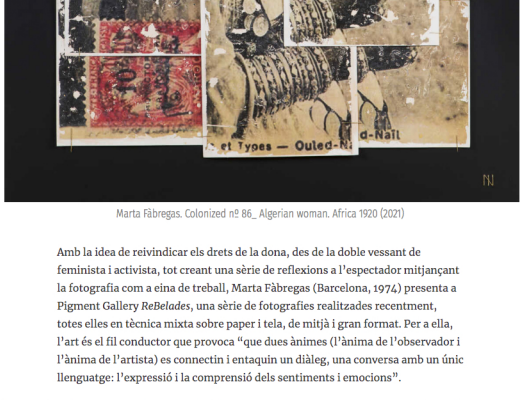 10
et Types — Ouled-N
d-Naïl
Marta Fàbregas. Colonized nº 86_ Algerian woman. Africa 1920 (2021)
Amb la idea de reivindicar els drets de la dona, des de la doble vessant de
feminista i activista, tot creant una sèrie de reflexions a l’espectador mitjançant
la fotografia com a eina de treball, Marta Fàbregas (Barcelona, 1974) presenta a
Pigment Gallery ReBelades, una sèrie de fotografies realitzades recentment,
totes elles en tècnica mixta sobre paper i tela, de mitjà i gran format. Per a ella,
l’art és el fil conductor que provoca “que dues ànimes (l’ànima de l’observador i
l’ànima de l’artista) es connectin i entaquin un diàleg, una conversa amb un únic
llenguatge: l’expressió i la comprensió dels sentiments i emocions”.